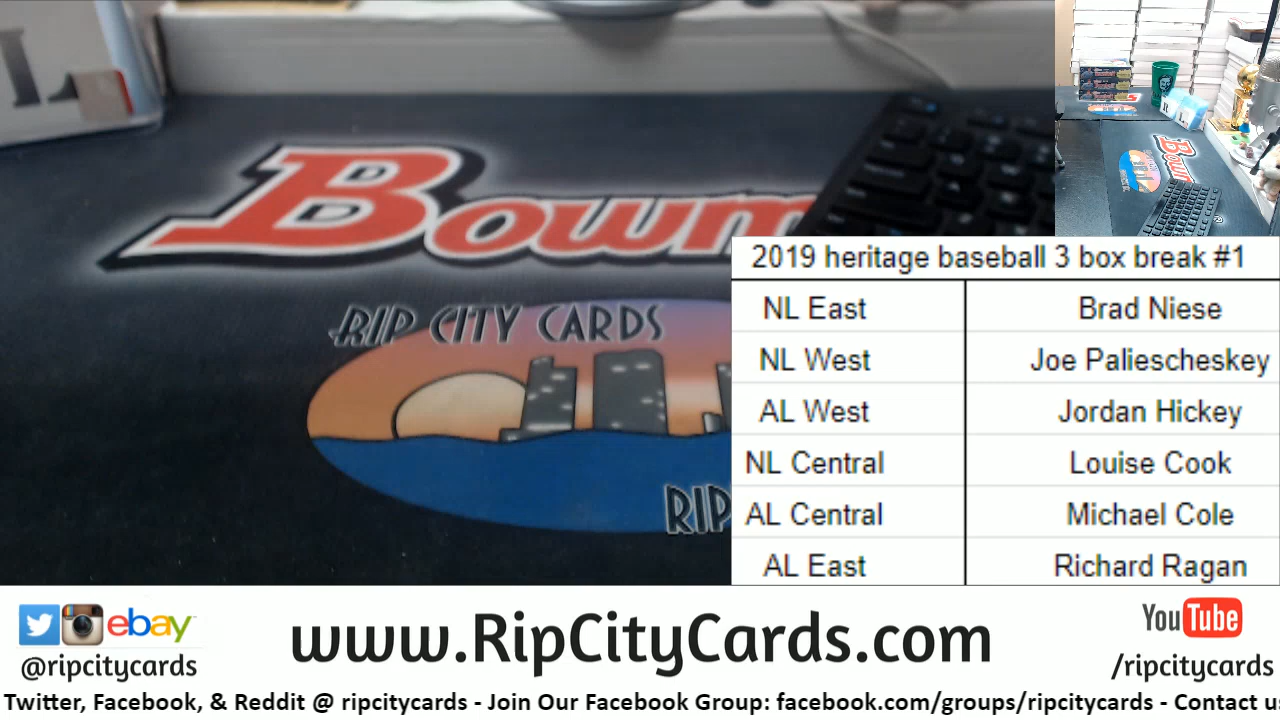 Bowm
RIP CITY CARDS
RIP
2019 heritage baseball 3 box break #1
NL East Brad Niese
NL West Joe Paliescheskey
AL West Jordan Hickey
NL Central Louise Cook
AL Central Michael Cole
AL East Richard Ragan
ebay
@ripcitycards
www.RipCityCards.com
YouTube
/ripcitycards
Twitter, Facebook, & Reddit @ ripcitycards - Join Our Facebook Group: facebook.com/groups/ripcitycards - Contact us